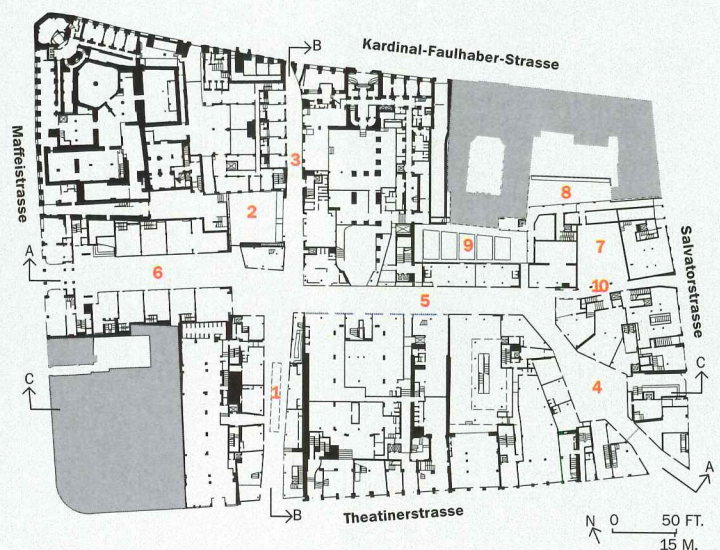 B
Kardinal-Faulhaber-Strasse
Maffeistrasse
3
8
2
7
9
Salvatorstrasse
A
6
10
5
C
C
4
1
A
B
Theatinerstrasse
N 0 50 FT.
15 M.